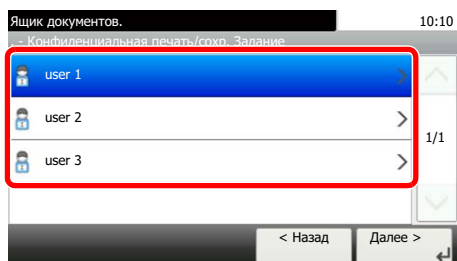 Ящик документов. 10:10
. - Конфиденциальная печать/сохр. Задание
user 1
user 2
1/1
user 3
< Назад Далее >